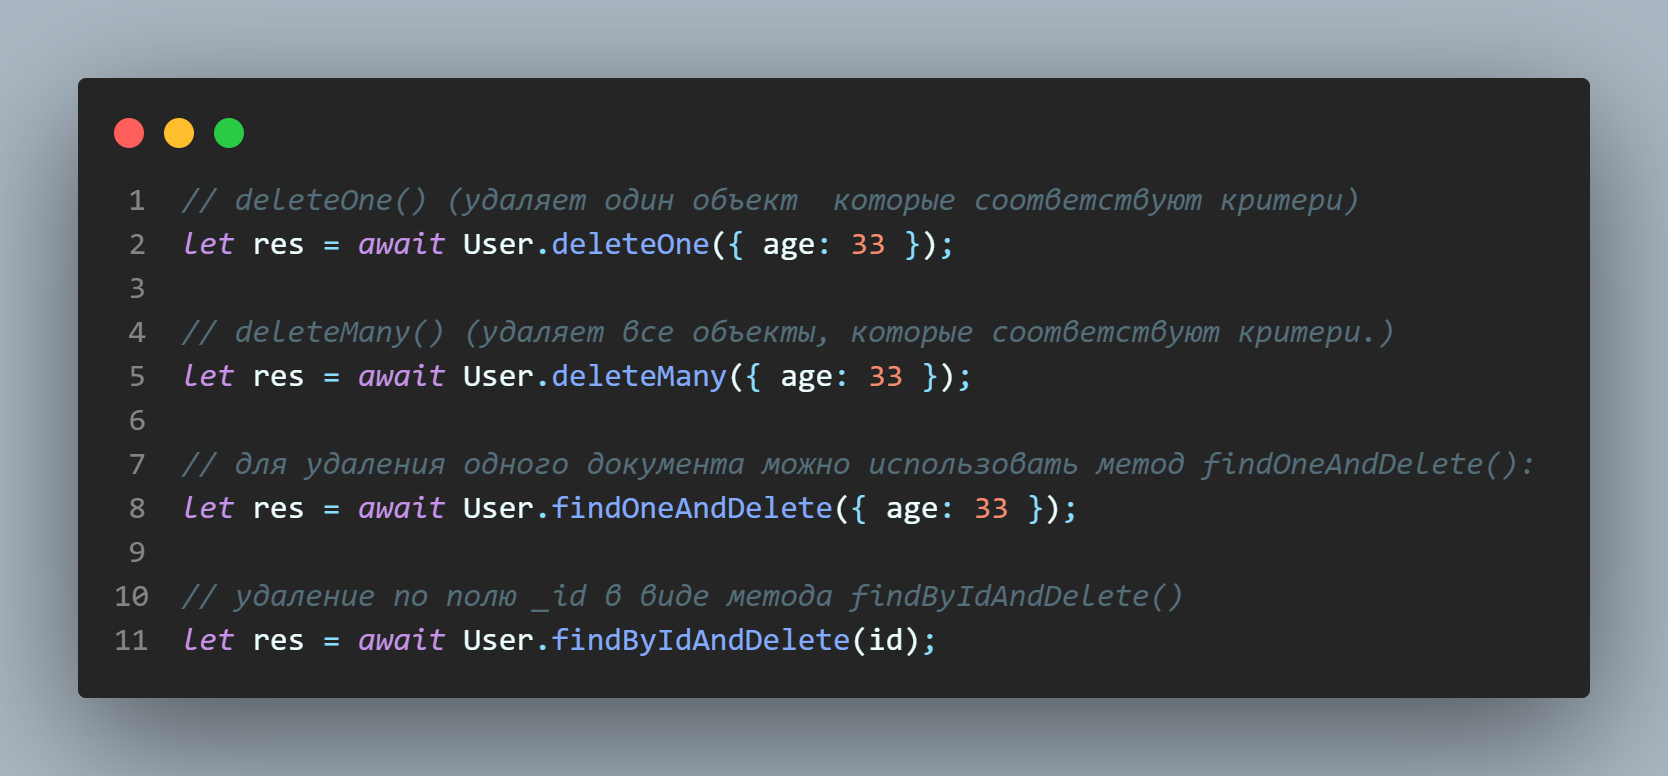 1 // deleteOne() (удаляет один объект  которые соответствуют критери)
2 let res = await User.deleteOne({ age: 33 });
3
4 // deleteMany() (удаляет все объекты, которые соответствуют критери.)
5 let res = await User.deleteMany({ age: 33 });
6
7 // для удаления одного документа можно использовать метод findOneAndDelete():
8 let res = await User.findOneAndDelete({ age: 33 });
9
10 // удаление по полю _id в виде метода findByIdAndDelete()
11 let res = await User.findByIdAndDelete(id);